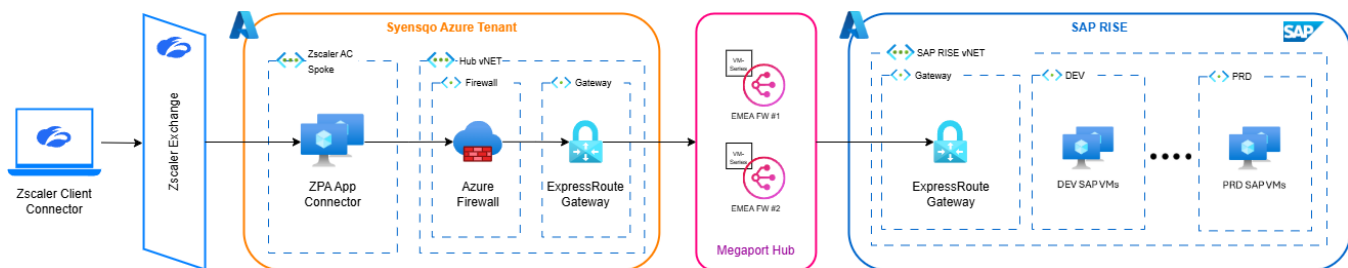 Syensqo Azure Tenant
SAP RISE
SAP
Zscaler AC
Spoke
Hub vNET
Firewall
Gateway
SAP RISE vNET
Gateway
DEV
PRD
VM-
Series
EMEA FW #1
VM-
Series
EMEA FW #2
Zscaler Exchange
Zscaler Client
Connector
ZPA App
Connector
Azure
Firewall
ExpressRoute
Gateway
Megaport Hub
ExpressRoute
Gateway
DEV SAP VMs
PRD SAP VMs